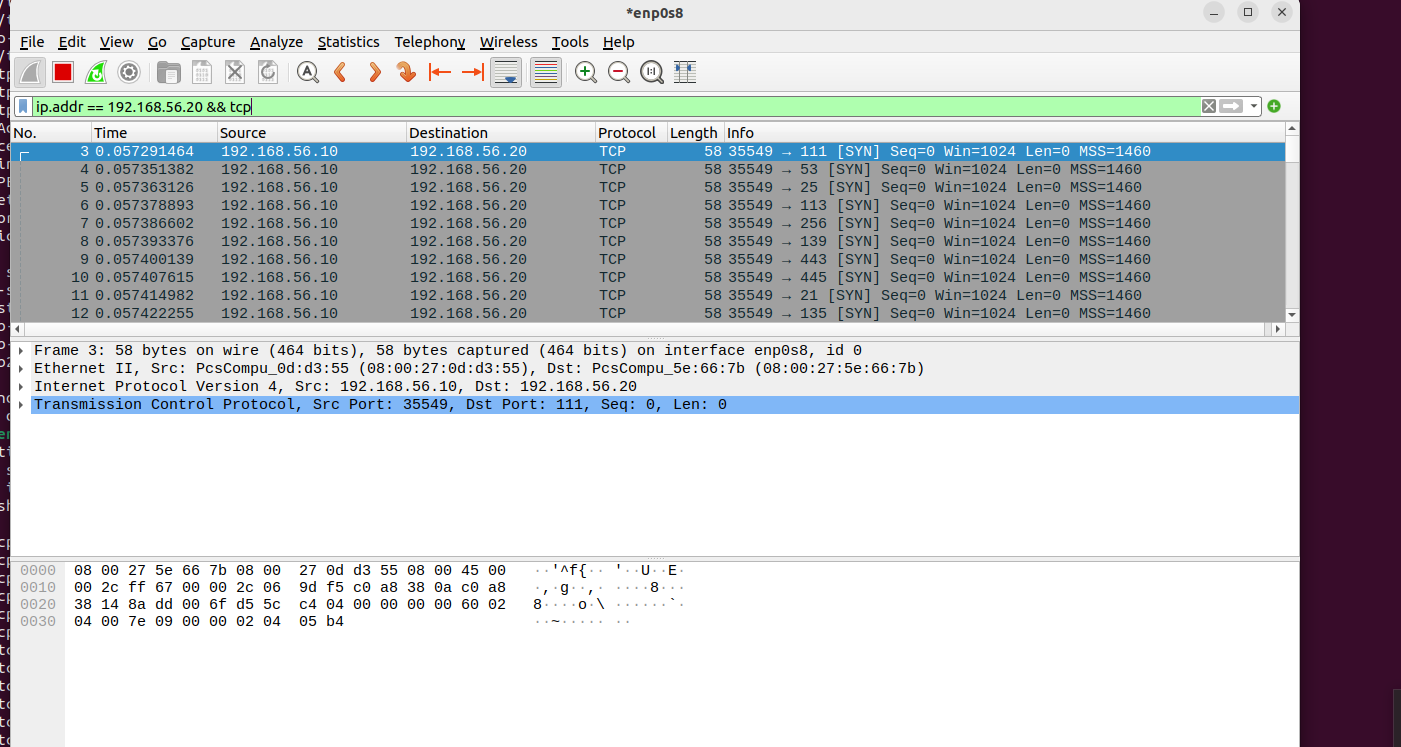 *enp0s8
File Edit View Go Capture Analyze Statistics Telephony Wireless Tools Help
ip.addr == 192.168.56.20 && tcp
No. Time Source Destination Protocol Length Info
3 0.057291464 192.168.56.10 192.168.56.20 TCP 58 35549 → 111 [SYN] Seq=0 Win=1024 Len=0 MSS=1460
4 0.057351382 192.168.56.10 192.168.56.20 TCP 58 35549 → 53 [SYN] Seq=0 Win=1024 Len=0 MSS=1460
5 0.057363126 192.168.56.10 192.168.56.20 TCP 58 35549 → 25 [SYN] Seq=0 Win=1024 Len=0 MSS=1460
6 0.057378893 192.168.56.10 192.168.56.20 TCP 58 35549 → 113 [SYN] Seq=0 Win=1024 Len=0 MSS=1460
7 0.057386602 192.168.56.10 192.168.56.20 TCP 58 35549 → 256 [SYN] Seq=0 Win=1024 Len=0 MSS=1460
8 0.057393376 192.168.56.10 192.168.56.20 TCP 58 35549 → 139 [SYN] Seq=0 Win=1024 Len=0 MSS=1460
9 0.057400139 192.168.56.10 192.168.56.20 TCP 58 35549 → 443 [SYN] Seq=0 Win=1024 Len=0 MSS=1460
10 0.057407615 192.168.56.10 192.168.56.20 TCP 58 35549 → 445 [SYN] Seq=0 Win=1024 Len=0 MSS=1460
11 0.057414982 192.168.56.10 192.168.56.20 TCP 58 35549 → 21 [SYN] Seq=0 Win=1024 Len=0 MSS=1460
12 0.057422255 192.168.56.10 192.168.56.20 TCP 58 35549 → 135 [SYN] Seq=0 Win=1024 Len=0 MSS=1460
Frame 3: 58 bytes on wire (464 bits), 58 bytes captured (464 bits) on interface enp0s8, id 0
Ethernet II, Src: PcsCompu_0d:d3:55 (08:00:27:0d:d3:55), Dst: PcsCompu_5e:66:7b (08:00:27:5e:66:7b)
Internet Protocol Version 4, Src: 192.168.56.10, Dst: 192.168.56.20
Transmission Control Protocol, Src Port: 35549, Dst Port: 111, Seq: 0, Len: 0
0000 08 00 27 5e 66 7b 08 00 27 0d d3 55 08 00 45 00 ··'^f{·· '··U··E·
0010 00 2c ff 67 00 00 2c 06 9d f5 c0 a8 38 0a c0 a8 ·,·g··,· ····8···
0020 38 14 8a dd 00 6f d5 5c c4 04 00 00 00 00 60 02 8····o·\ ······`·
0030 04 00 7e 09 00 00 02 04 05 b4 ··~····· ··